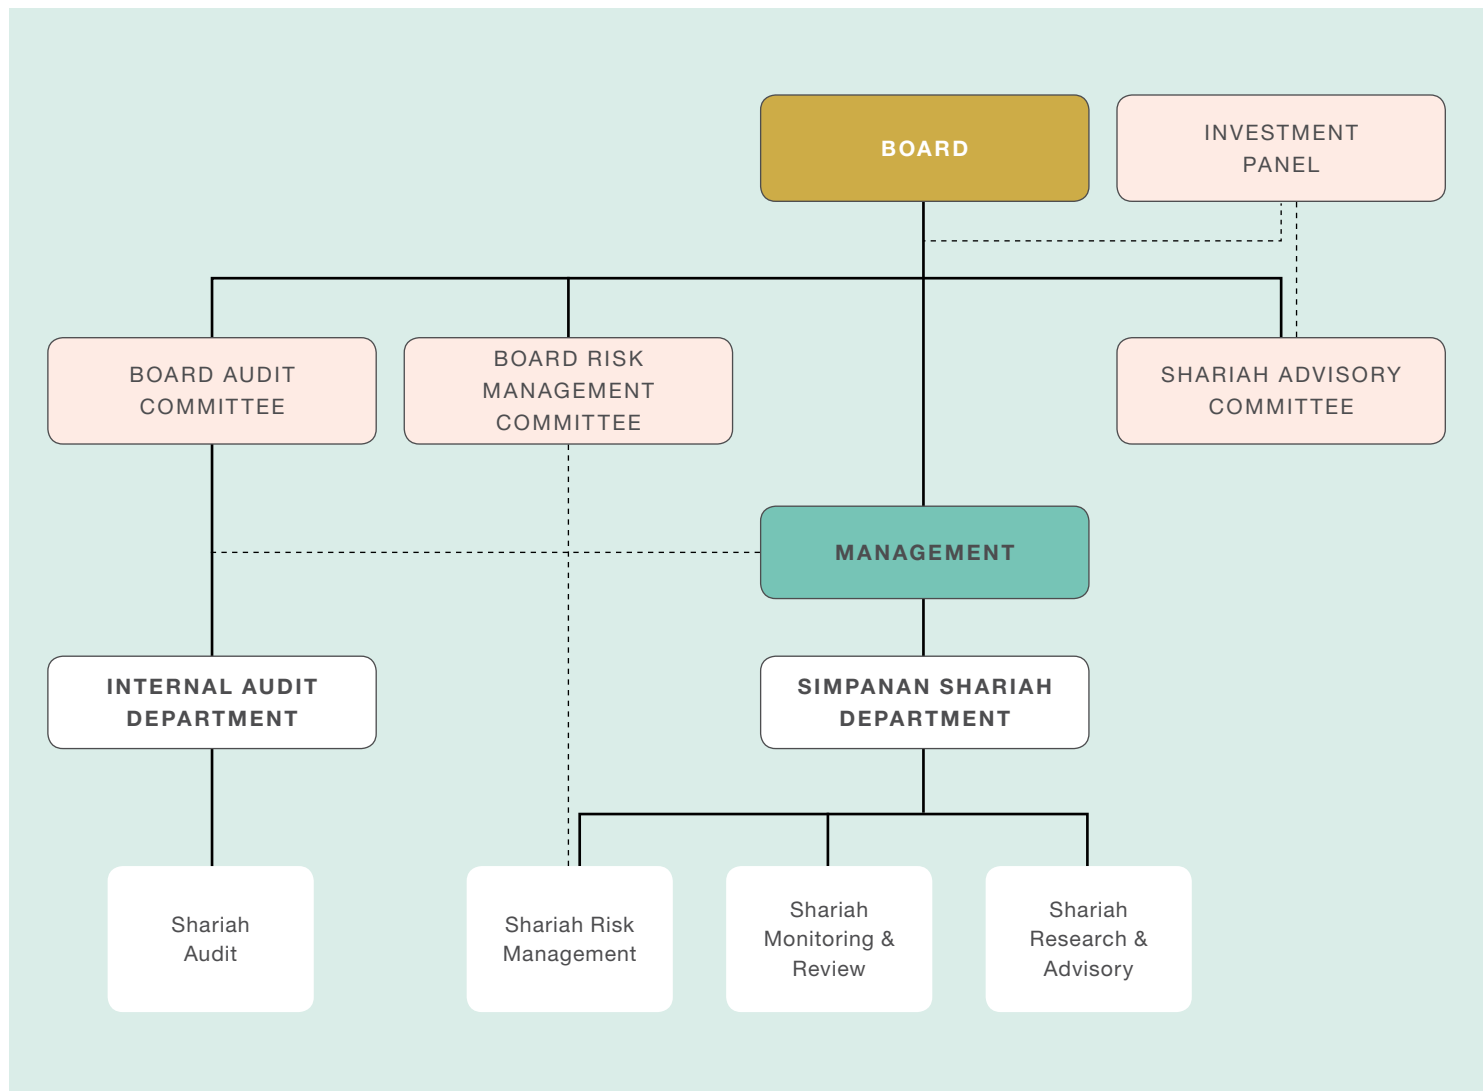 BOARD
INVESTMENT
PANEL
BOARD AUDIT
COMMITTEE
BOARD RISK
MANAGEMENT
COMMITTEE
SHARIAH ADVISORY
COMMITTEE
MANAGEMENT
INTERNAL AUDIT
DEPARTMENT
SIMPANAN SHARIAH
DEPARTMENT
Shariah
Audit
Shariah Risk
Management
Shariah
Monitoring &
Review
Shariah
Research &
Advisory